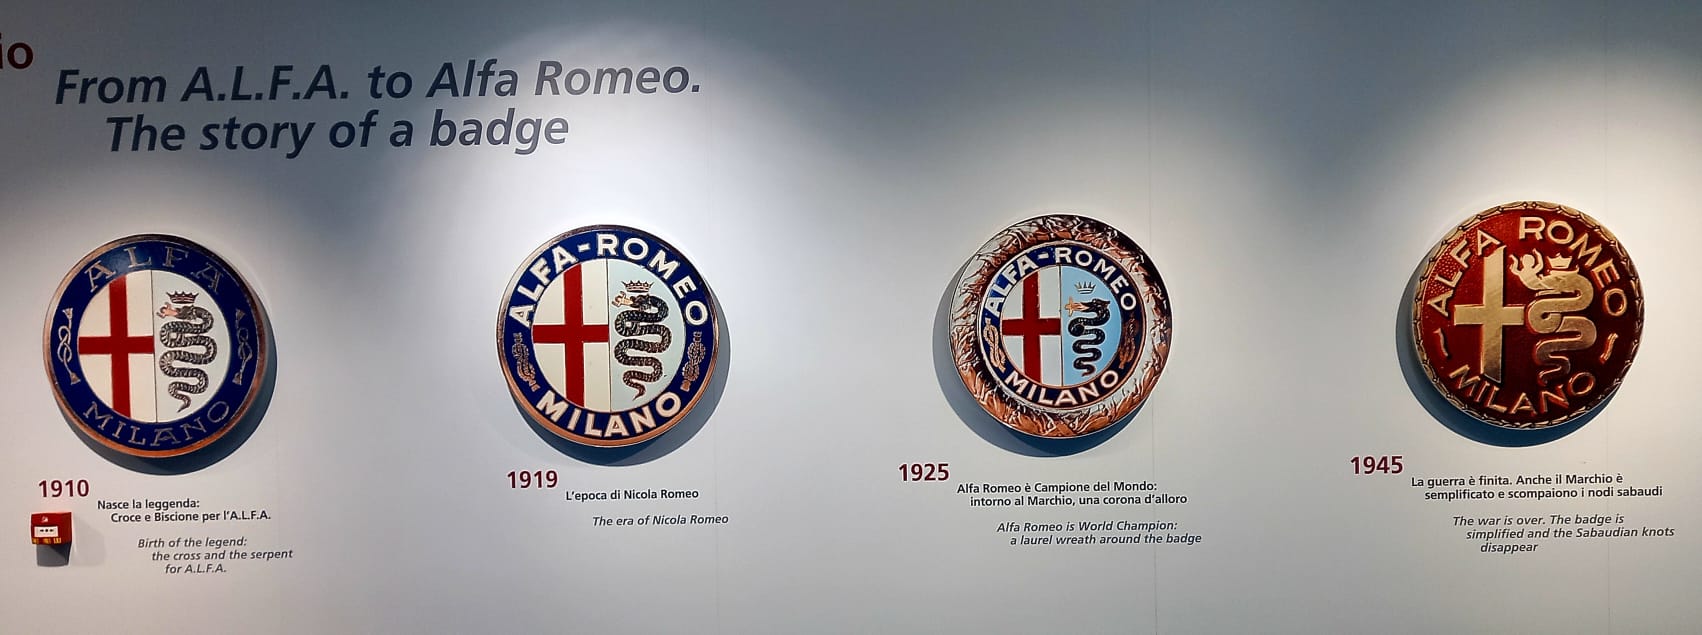 io
From A.L.F.A. to Alfa Romeo.
The story of a badge
ALFA
MILANO
1910
Nasce la leggenda:
Croce e Biscione per l'A.L.F.A.
Birth of the legend:
the cross and the serpent
for A.L.F.A.
ALFA-ROMEO
MILANO
1919
L'epoca di Nicola Romeo
The era of Nicola Romeo
ALFA-ROMEO
MILANO
1925
Alfa Romeo è Campione del Mondo:
intorno al Marchio, una corona d'alloro
Alfa Romeo is World Champion:
a laurel wreath around the badge
ALFA ROMEO
MILANO
1945
La guerra è finita. Anche il Marchio è
semplificato e scompaiono i nodi sabaudi
The war is over. The badge is
simplified and the Sabaudian knots
disappear